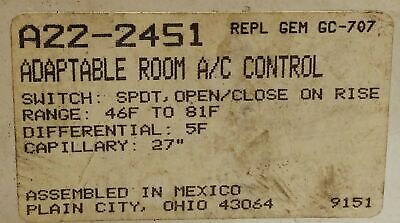 A22-2451 REPL GEM GC-707
ADAPTABLE ROOM A/C CONTROL
SWITCH: SPDT,OPEN/CLOSE ON RISE
RANGE: 46F TO 81F
DIFFERENTIAL: 5F
CAPILLARY: 27"
ASSEMBLED IN MEXICO
PLAIN CITY, OHIO 43064 9151